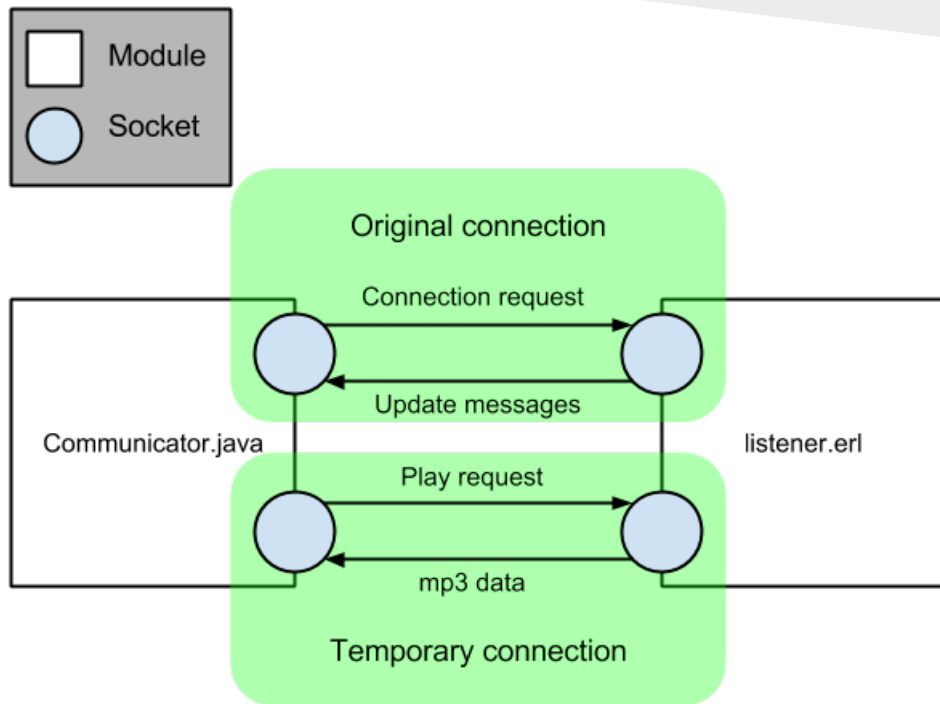 Module
Socket
Original connection
Connection request
Update messages
Communicator.java
listener.erl
Play request
mp3 data
Temporary connection